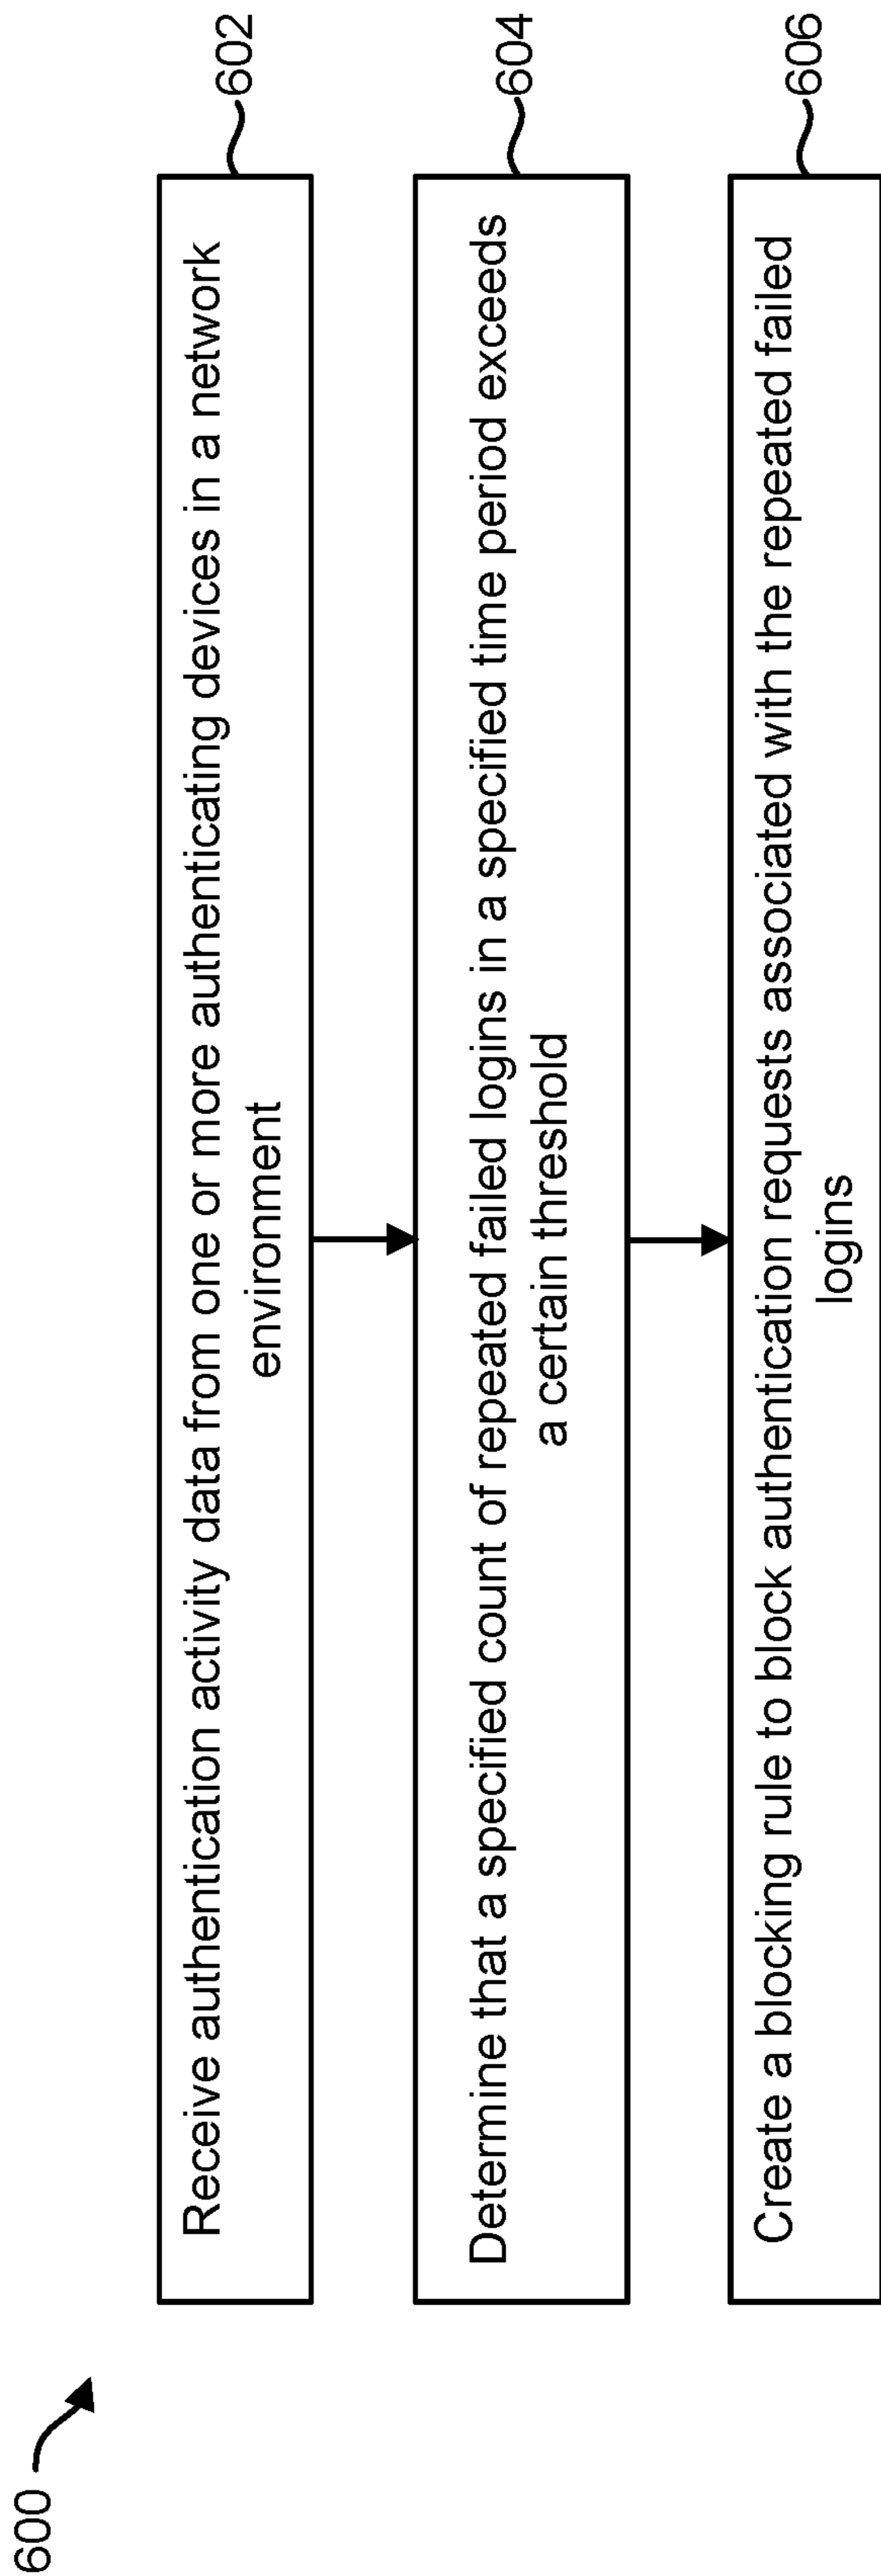 600
Receive authentication activity data from one or more authenticating devices in a network
environment
602
Determine that a specified count of repeated failed logins in a specified time period exceeds
a certain threshold
604
Create a blocking rule to block authentication requests associated with the repeated failed
logins
606